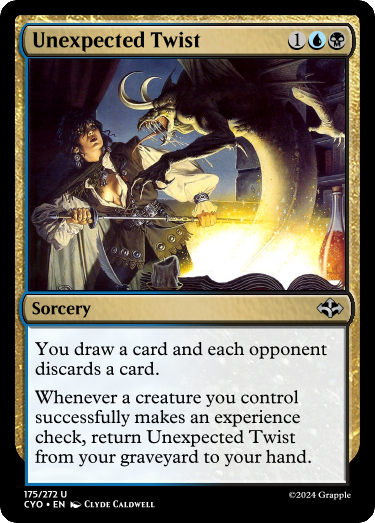 Unexpected Twist 1
Sorcery
You draw a card and each opponent
discards a card.
Whenever a creature you control
successfully makes an experience
check, return Unexpected Twist
from your graveyard to your hand.
175/272 U
CYO • EN Clyde Caldwell
©2024 Grapple